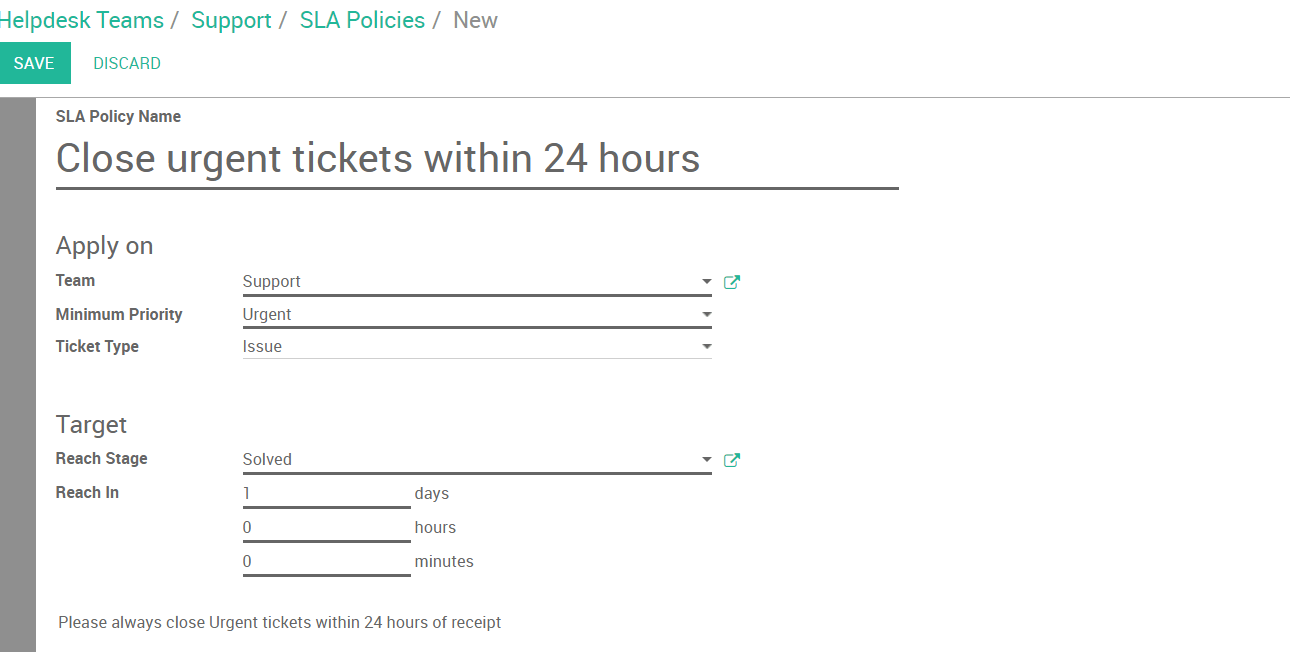 Helpdesk Teams / Support / SLA Policies / New
SAVE DISCARD
SLA Policy Name
Close urgent tickets within 24 hours
Apply on
Team Support
Minimum Priority Urgent
Ticket Type Issue
Target
Reach Stage Solved
Reach In 1 days
0 hours
0 minutes
Please always close Urgent tickets within 24 hours of receipt